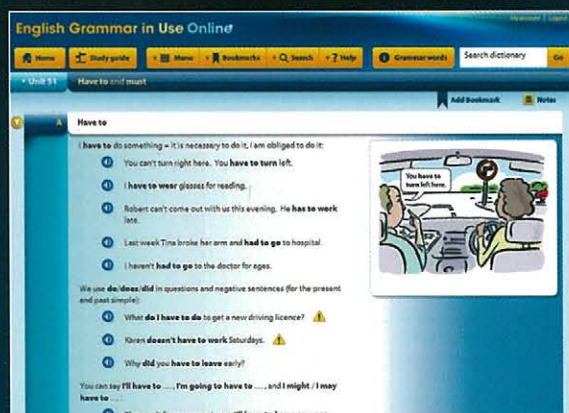 My account | Logout
English Grammar in Use Online
Home
Study guide
Menu
Bookmarks
Search
? Help
Grammar words
Search dictionary
Go
Unit 31
Have to and must
Add Bookmark
Notes
A
Have to
I have to do something = it is necessary to do it, I am obliged to do it:
You can't turn right here. You have to turn left.
I have to wear glasses for reading.
Robert can't come out with us this evening. He has to work
late.
Last week Tina broke her arm and had to go to hospital.
I haven't had to go to the doctor for ages.
You have to
turn left here.
We use do/does/did in questions and negative sentences (for the present
and past simple):
What do I have to do to get a new driving licence?
Karen doesn't have to work Saturdays.
Why did you have to leave early?
You can say I'll have to ..., I'm going to have to ..., and I might / I may
have to ... :